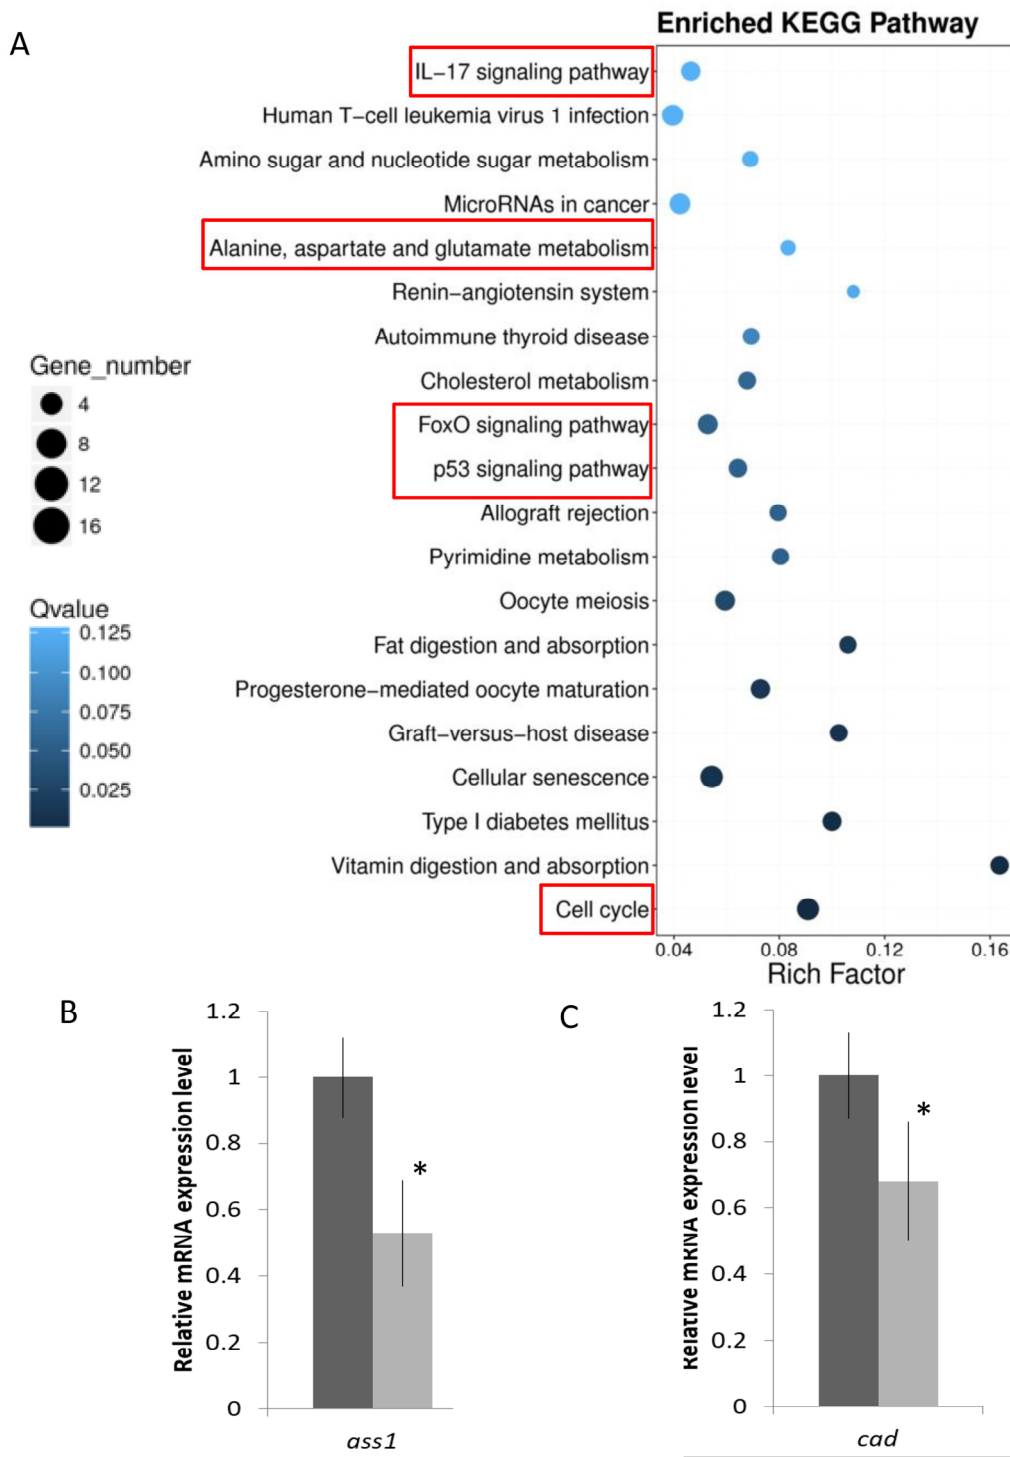 A
Enriched KEGG Pathway
IL−17 signaling pathway
Human T−cell leukemia virus 1 infection
Amino sugar and nucleotide sugar metabolism
MicroRNAs in cancer
Alanine, aspartate and glutamate metabolism
Renin−angiotensin system
Autoimmune thyroid disease
Cholesterol metabolism
FoxO signaling pathway
p53 signaling pathway
Allograft rejection
Pyrimidine metabolism
Oocyte meiosis
Fat digestion and absorption
Progesterone−mediated oocyte maturation
Graft−versus−host disease
Cellular senescence
Type I diabetes mellitus
Vitamin digestion and absorption
Cell cycle
0.04 0.08 0.12 0.16
Rich Factor
Gene_number
4
8
12
16
Qvalue
0.125
0.100
0.075
0.050
0.025
B
Relative mRNA expression level
1.2
1
0.8
0.6
0.4
0.2
0
*
ass1
C
Relative mRNA expression level
1.2
1
0.8
0.6
0.4
0.2
0
*
cad